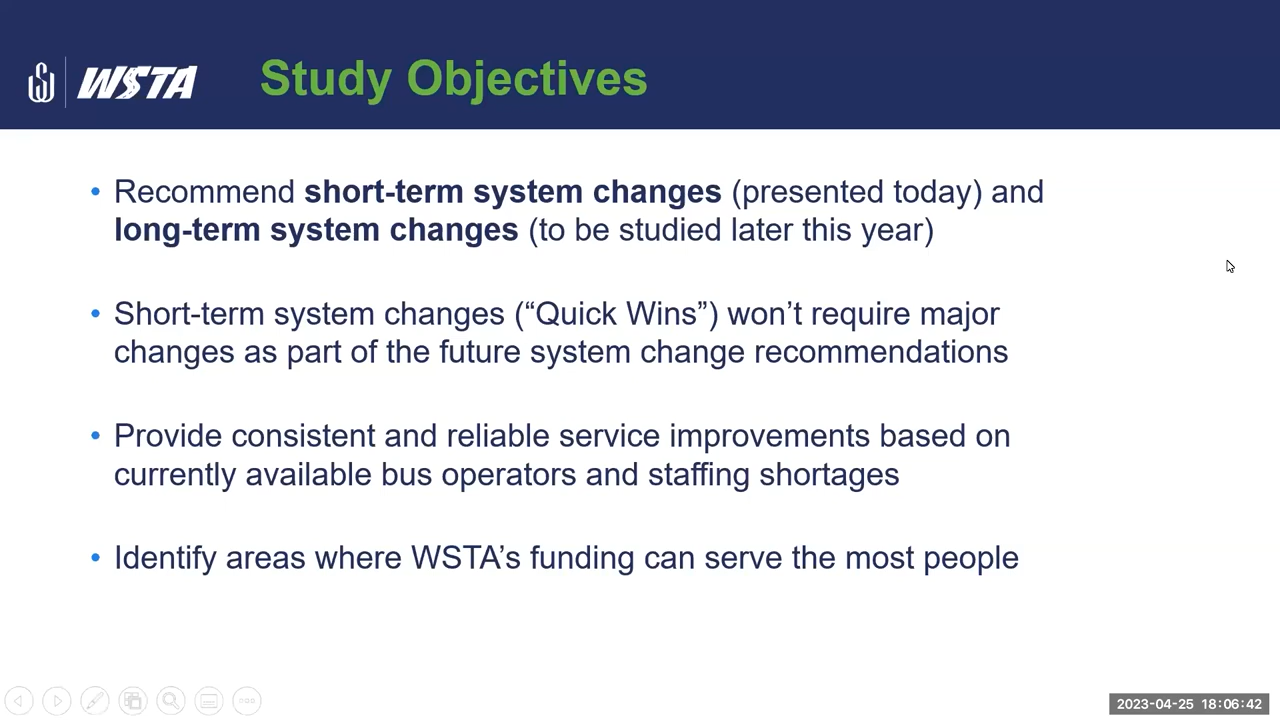 WSTA
Study Objectives
• Recommend short-term system changes (presented today) and
long-term system changes (to be studied later this year)
• Short-term system changes (“Quick Wins”) won’t require major
changes as part of the future system change recommendations
• Provide consistent and reliable service improvements based on
currently available bus operators and staffing shortages
• Identify areas where WSTA’s funding can serve the most people
2023-04-25 18:06:42